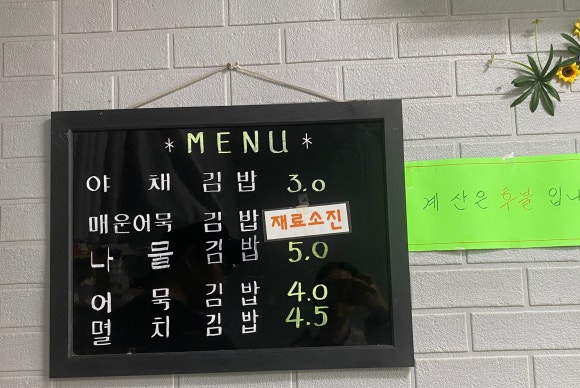 * MENU *
야 채 김 밥 3.0
매운어묵 김 밥 재료소진
나 물 김 밥 5.0
어 묵 김 밥 4.0
멸 치 김 밥 4.5
계산은 후불 입니